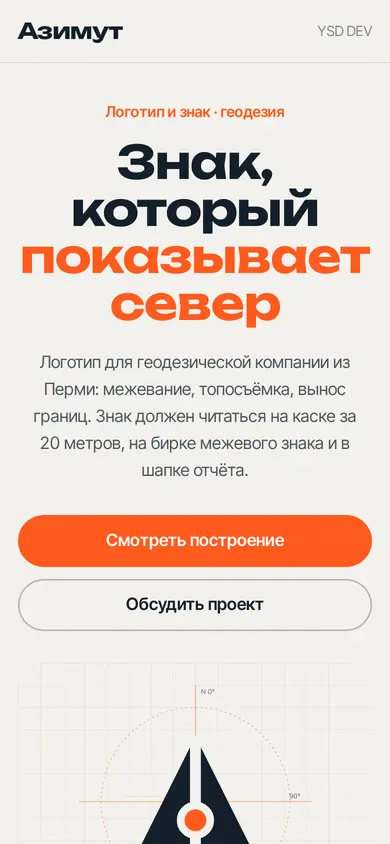 Азимут
YSD DEV
Логотип и знак · геодезия
Знак,
который
показывает
север
Логотип для геодезической компании из
Перми: межевание, топосъёмка, вынос
границ. Знак должен читаться на каске за
20 метров, на бирке межевого знака и в
шапке отчёта.
Смотреть построение
Обсудить проект
N 0°
90°